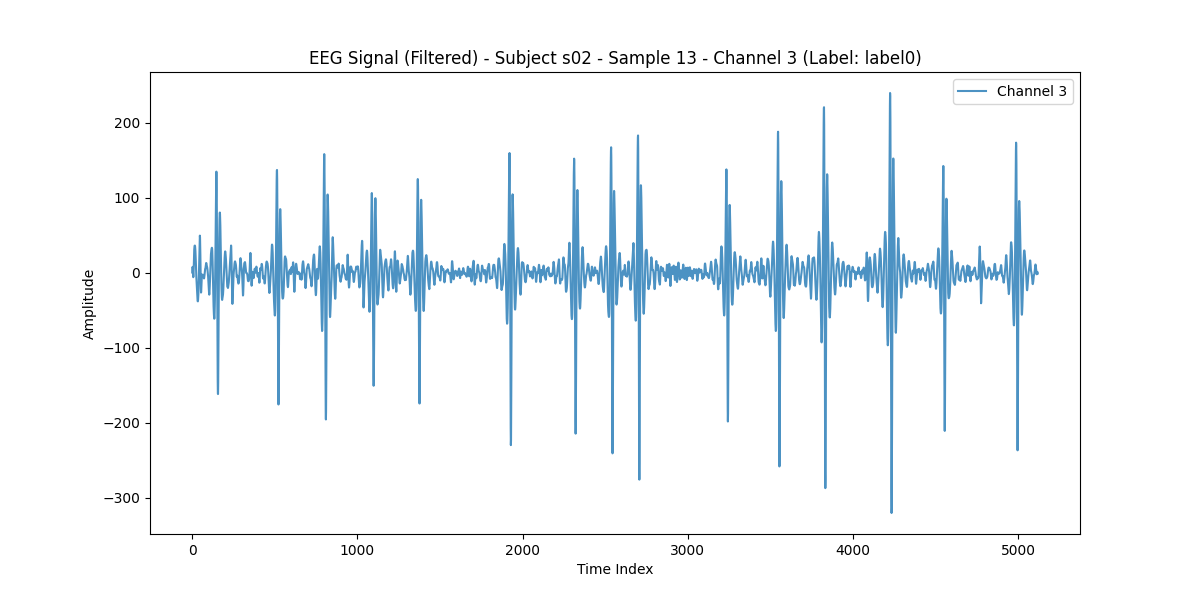 EEG Signal (Filtered) - Subject s02 - Sample 13 - Channel 3 (Label: label0)
Channel 3
200
100
0
−100
−200
−300
Amplitude
0 1000 2000 3000 4000 5000
Time Index